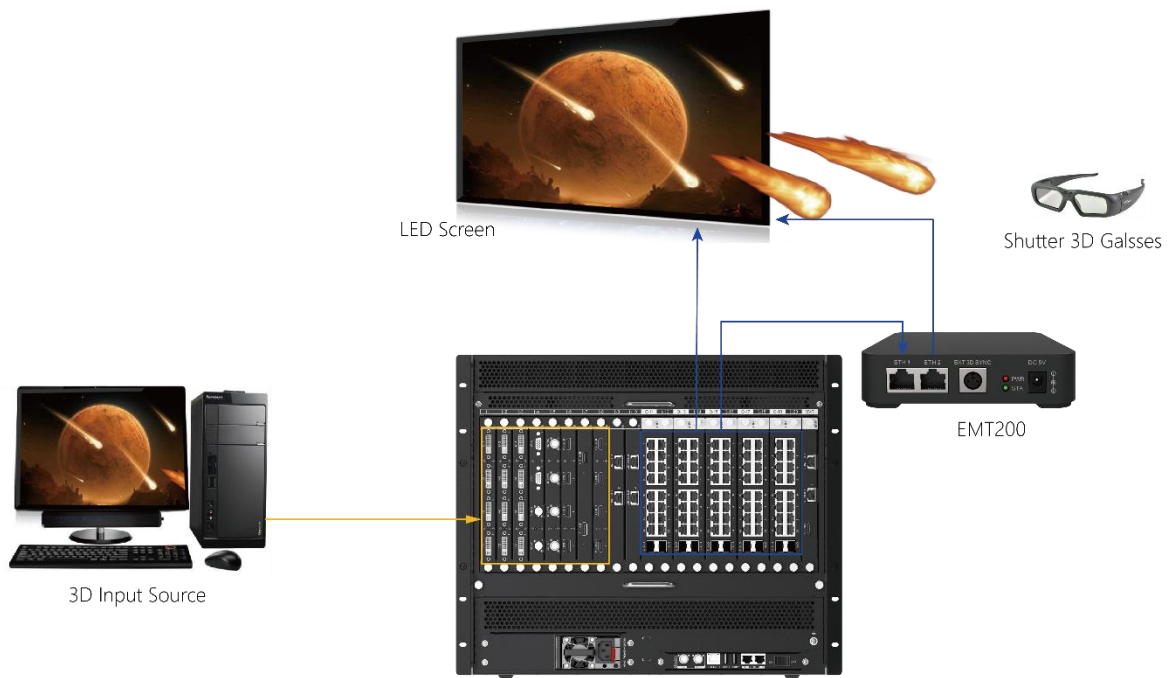 LED Screen
Shutter 3D Galsses
ETH 1 ETH 2 EXT 3D SYNC DC 5V
PWR
STA
EMT200
3D Input Source